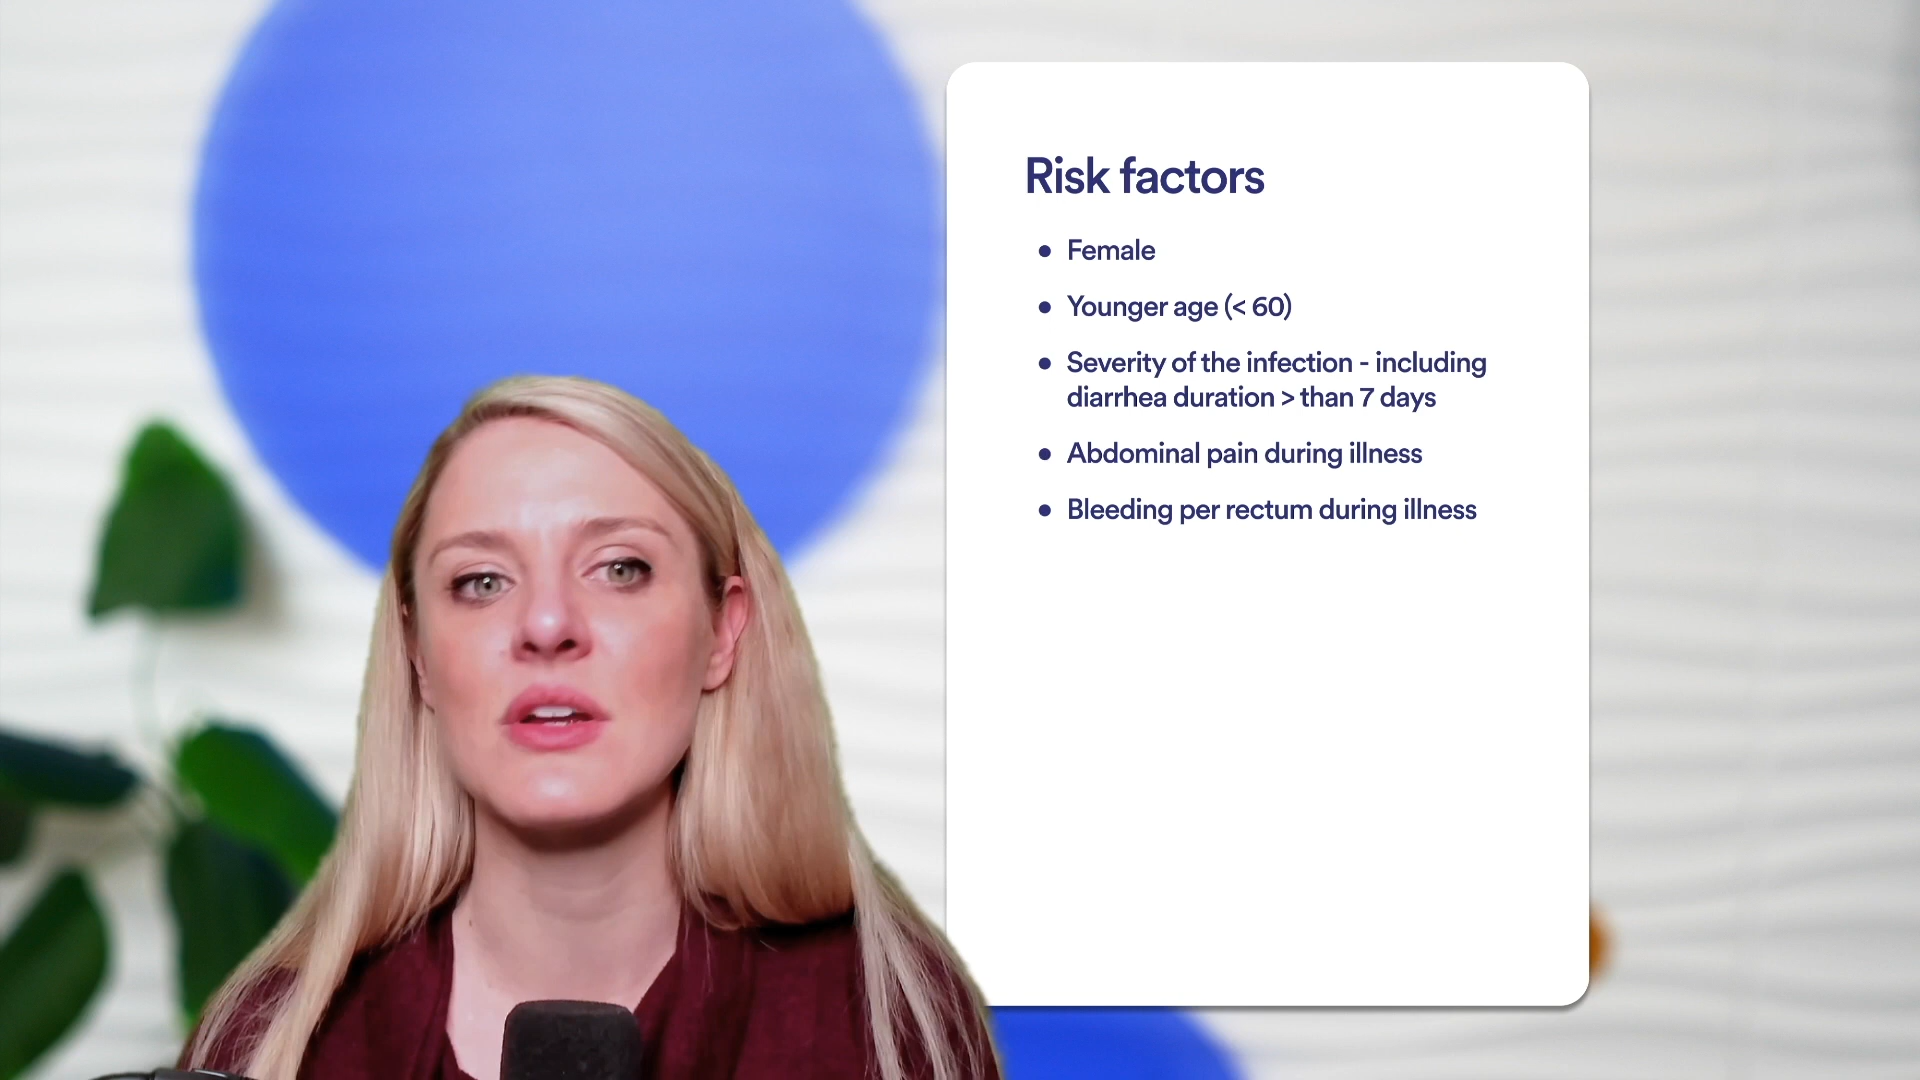 Risk factors
• Female
• Younger age (< 60)
• Severity of the infection - including
diarrhea duration > than 7 days
• Abdominal pain during illness
• Bleeding per rectum during illness